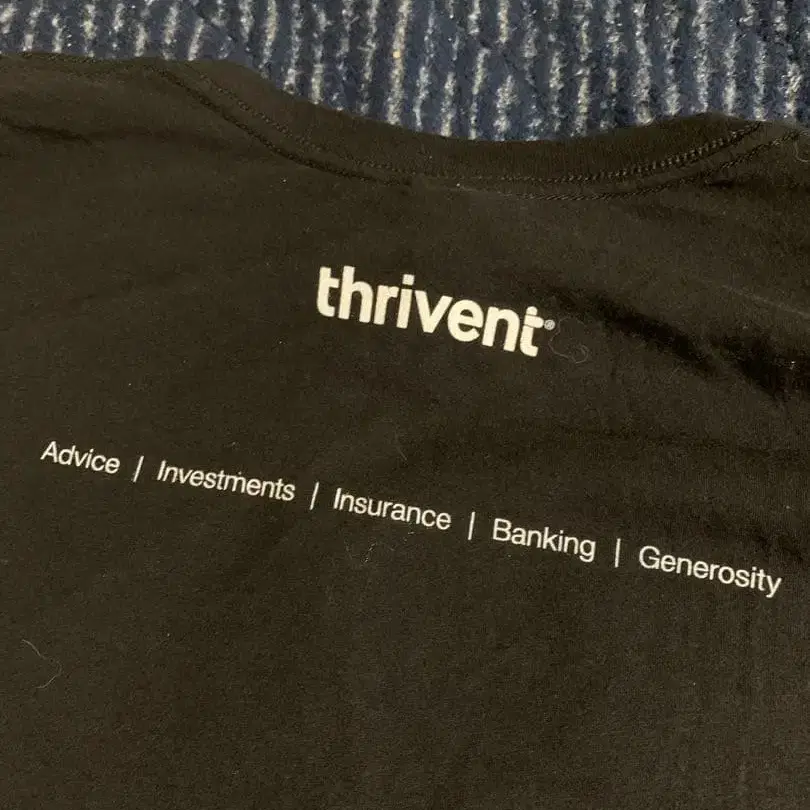 thrivent®
Advice | Investments | Insurance | Banking | Generosity